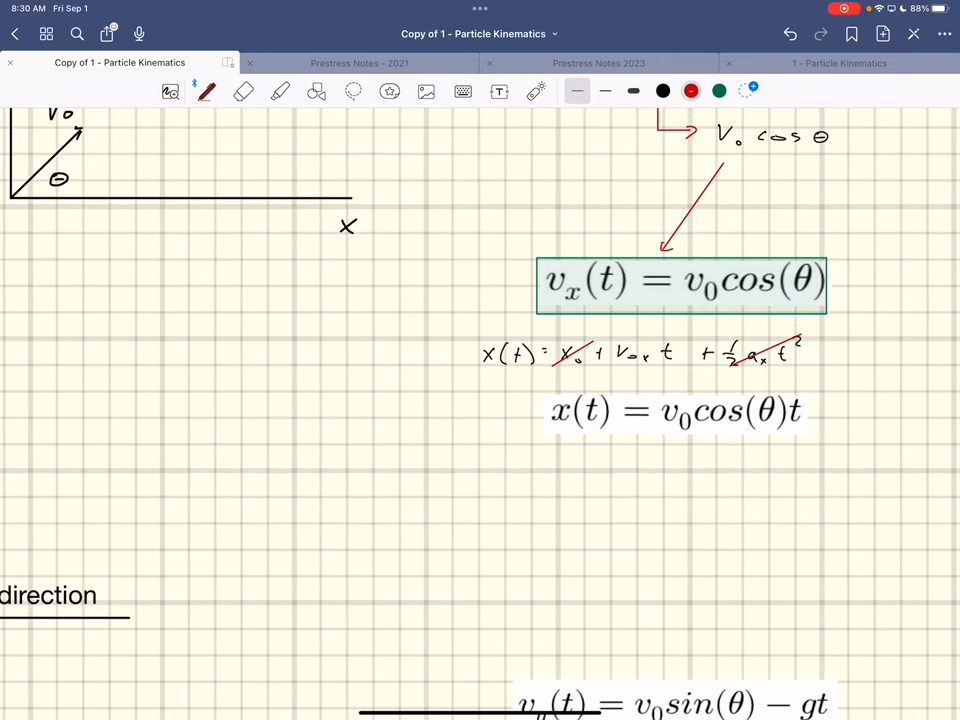 8:30 AM Fri Sep 1
88%
Copy of 1 - Particle Kinematics
Copy of 1 - Particle Kinematics
Prestress Notes - 2021
Prestress Notes 2023
1 - Particle Kinematics
V₀
θ
x
V₀ cos θ
vₓ(t) = v₀cos(θ)
x(t) = x₀ + v₀ₓ t + ½ aₓ t²
x(t) = v₀cos(θ)t
direction
v_y(t) = v₀sin(θ) − gt